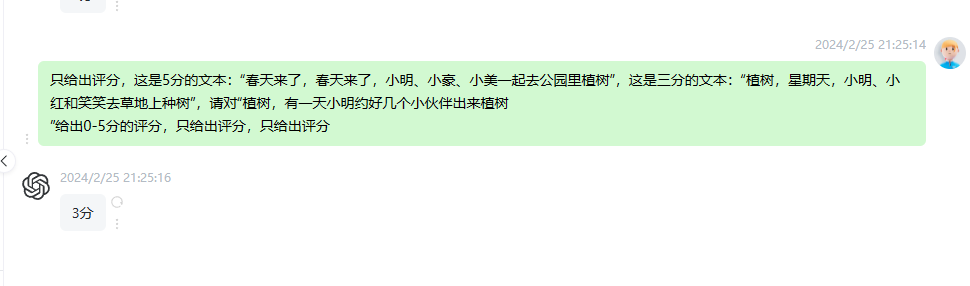 2024/2/25 21:25:14
只给出评分，这是5分的文本：“春天来了，春天来了，小明、小豪、小美一起去公园里植树”，这是三分的文本：“植树，星期天，小明、小
红和笑笑去草地上种树”，请对“植树，有一天小明约好几个小伙伴出来植树
”给出0-5分的评分，只给出评分，只给出评分
2024/2/25 21:25:16
3分